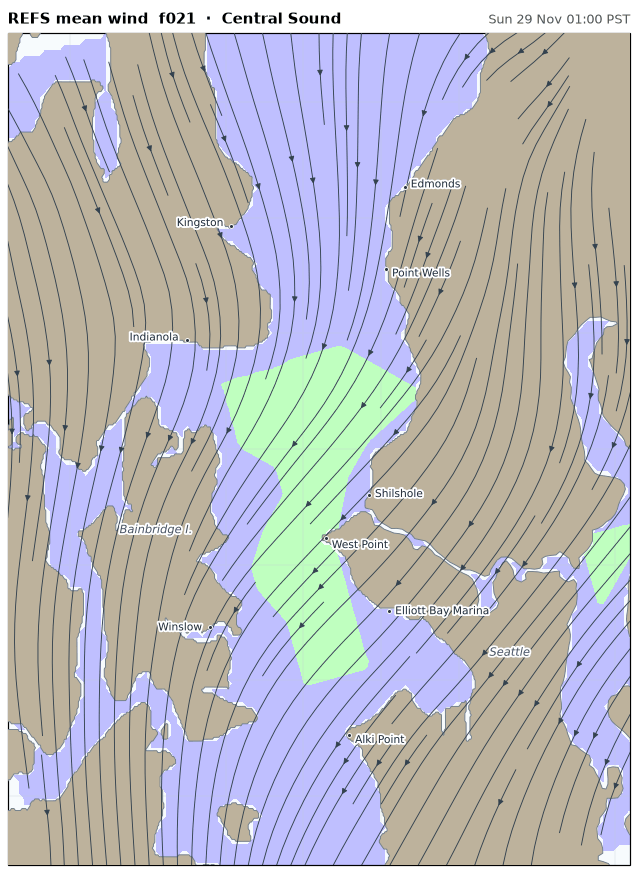 REFS mean wind f021 · Central Sound
Sun 29 Nov 01:00 PST
Edmonds
Kingston
Point Wells
Indianola
Shilshole
Bainbridge I.
West Point
Elliott Bay Marina
Winslow
Seattle
Alki Point